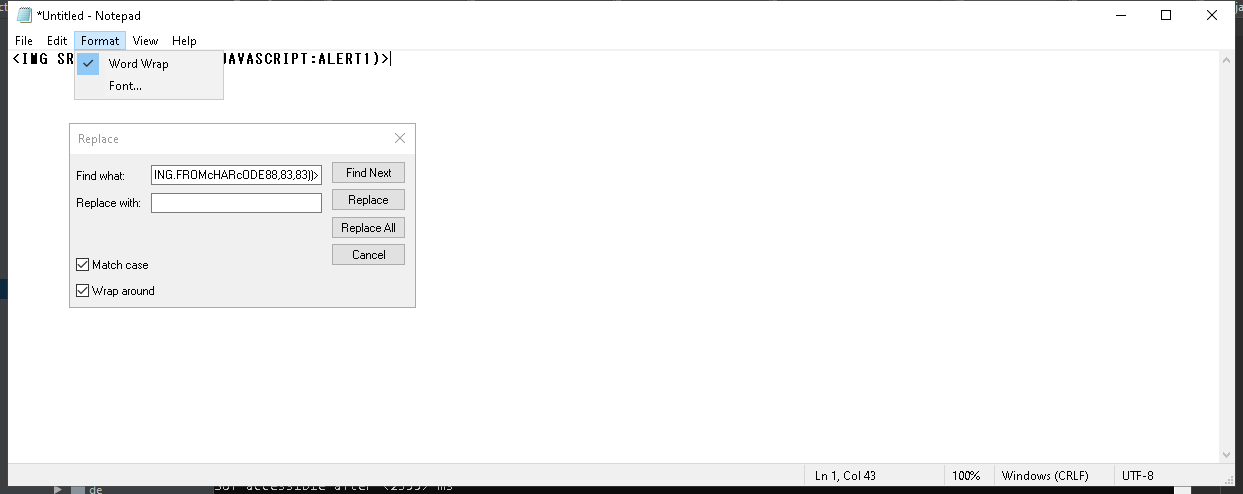 *Untitled - Notepad
File Edit Format View Help
<IMG SR JAVASCRIPT:ALERT1)>
Word Wrap
Font...
Replace
Find what: ING.FROMcHARcODE88,83,83))> Find Next
Replace with: Replace
Replace All
Cancel
Match case
Wrap around
Ln 1, Col 43 100% Windows (CRLF) UTF-8
de